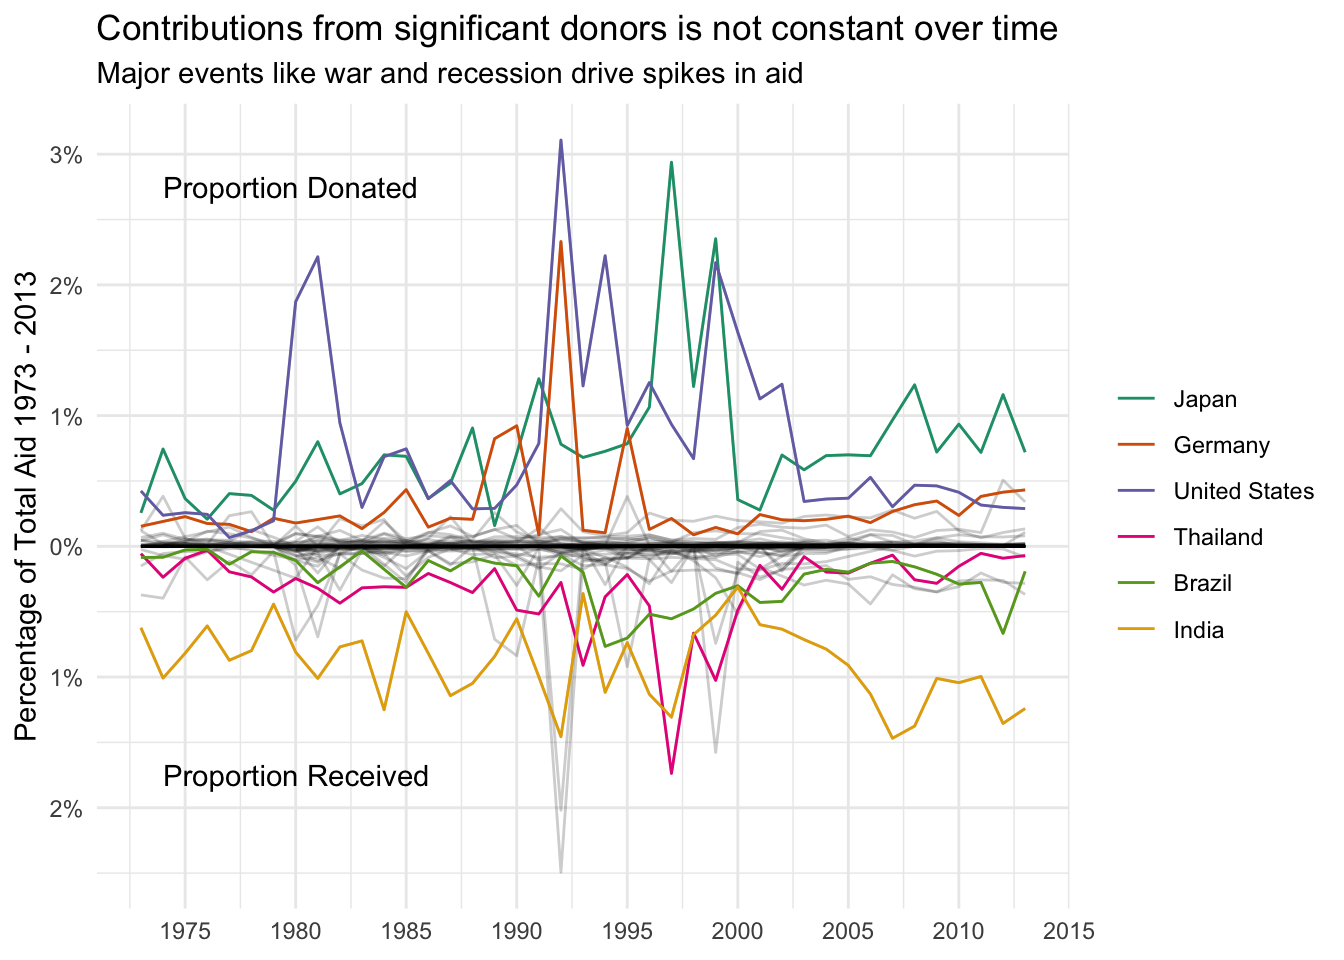 Contributions from significant donors is not constant over time
Major events like war and recession drive spikes in aid
Percentage of Total Aid 1973 - 2013
3%
2%
1%
0%
1%
2%
Proportion Donated
Proportion Received
1975
1980
1985
1990
1995
2000
2005
2010
2015
Japan
Germany
United States
Thailand
Brazil
India